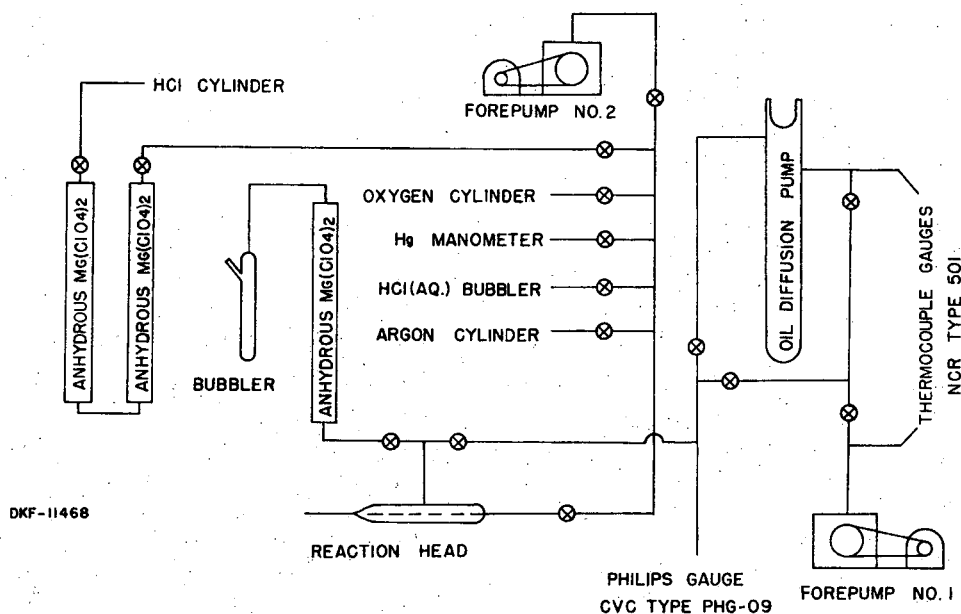 HCl CYLINDER
FOREPUMP NO. 2
ANHYDROUS MG(ClO4)2
ANHYDROUS MG(ClO4)2
OXYGEN CYLINDER
Hg MANOMETER
HCl(AQ.) BUBBLER
ARGON CYLINDER
BUBBLER
ANHYDROUS MG(ClO4)2
OIL DIFFUSION PUMP
THERMOCOUPLE GAUGES
NCR TYPE 501
DKF-11468
REACTION HEAD
PHILIPS GAUGE
CVC TYPE PHG-09
FOREPUMP NO. 1